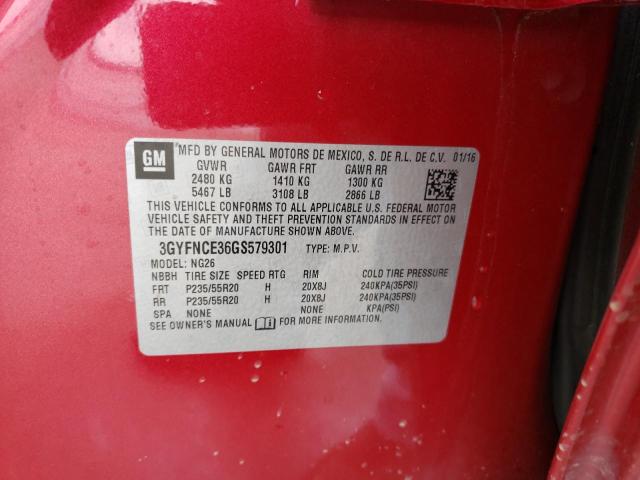 GM
MFD BY GENERAL MOTORS DE MEXICO, S. DE R.L. DE C.V. 01/16
GVWR GAWR FRT GAWR RR
2480 KG 1410 KG 1300 KG
5467 LB 3108 LB 2866 LB
THIS VEHICLE CONFORMS TO ALL APPLICABLE U.S. FEDERAL MOTOR
VEHICLE SAFETY AND THEFT PREVENTION STANDARDS IN EFFECT ON
THE DATE OF MANUFACTURE SHOWN ABOVE.
3GYFNCE36GS579301 TYPE: M.P.V.
MODEL: NG26
NBBH TIRE SIZE SPEED RTG RIM COLD TIRE PRESSURE
FRT P235/55R20 H 20X8J 240KPA(35PSI)
RR P235/55R20 H 20X8J 240KPA(35PSI)
SPA NONE NONE KPA(PSI)
SEE OWNER'S MANUAL FOR MORE INFORMATION.